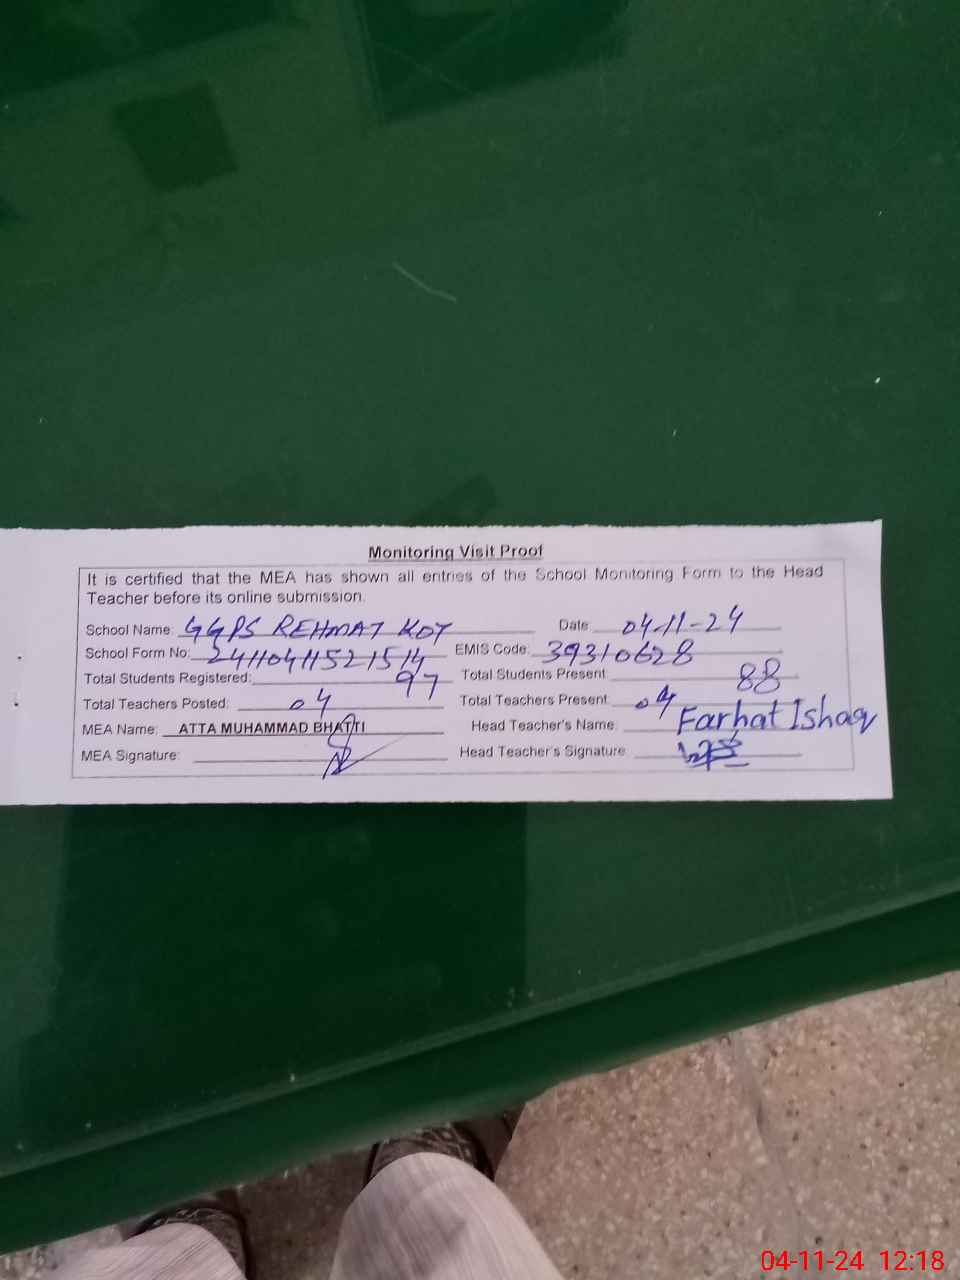 Monitoring Visit Proof
It is certified that the MEA has shown all entries of the School Monitoring Form to the Head
Teacher before its online submission.
School Name: GGPS REHMAT KOT Date 04-11-24
School Form No: 24110411521514 EMIS Code: 39310628
Total Students Registered: 97 Total Students Present 88
Total Teachers Posted: 04 Total Teachers Present 04
MEA Name: ATTA MUHAMMAD BHATTI Head Teacher's Name: Farhat Ishaq
MEA Signature: Head Teacher's Signature
04-11-24 12:18